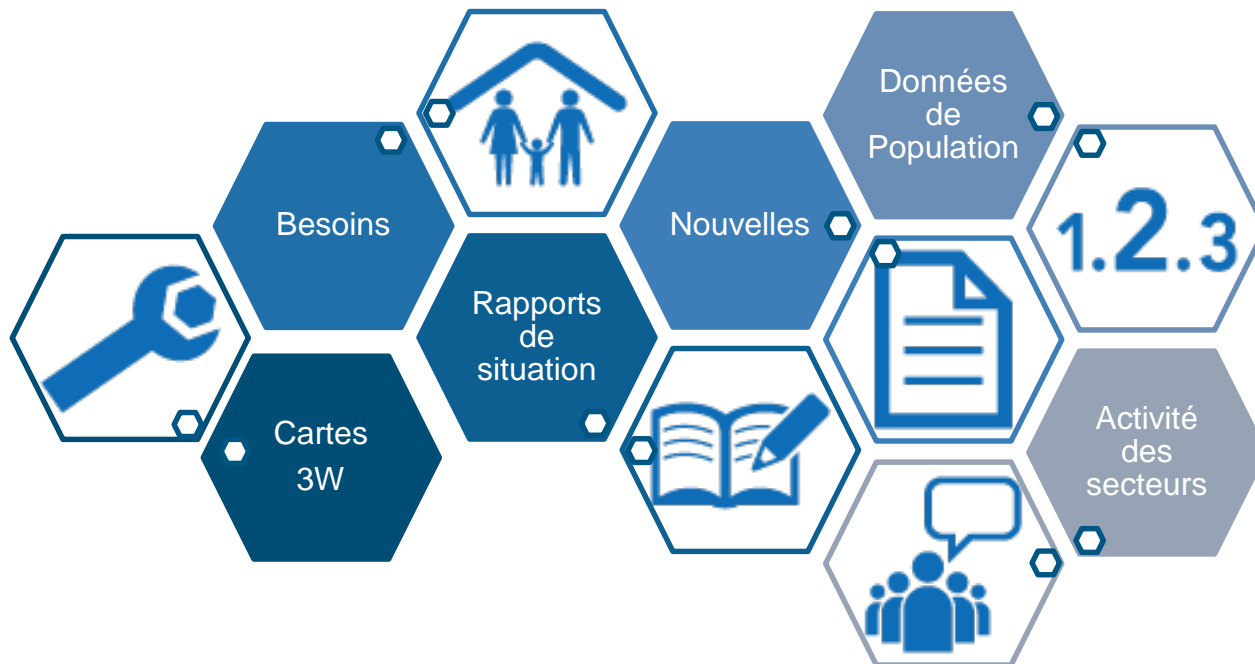 Données
de
Population
Besoins
Nouvelles
1.2.3
Rapports
de
situation
Cartes
3W
Activité
des
secteurs